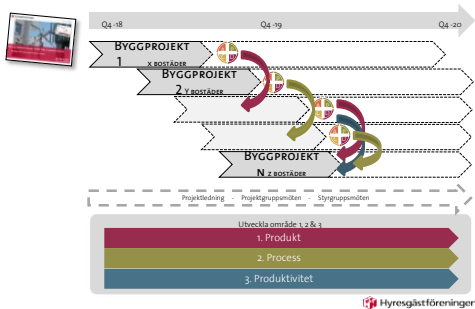 Q4 -18 Q4 -19 Q4 -20
BYGGPROJEKT
1 X BOSTÄDER
BYGGPROJEKT
2 Y BOSTÄDER
BYGGPROJEKT
N Z BOSTÄDER
Projektledning - Projektgruppsmöten - Styrgruppsmöten
Utveckla område 1, 2 & 3
1. Produkt
2. Process
3. Produktivitet
Hyresgästföreningen